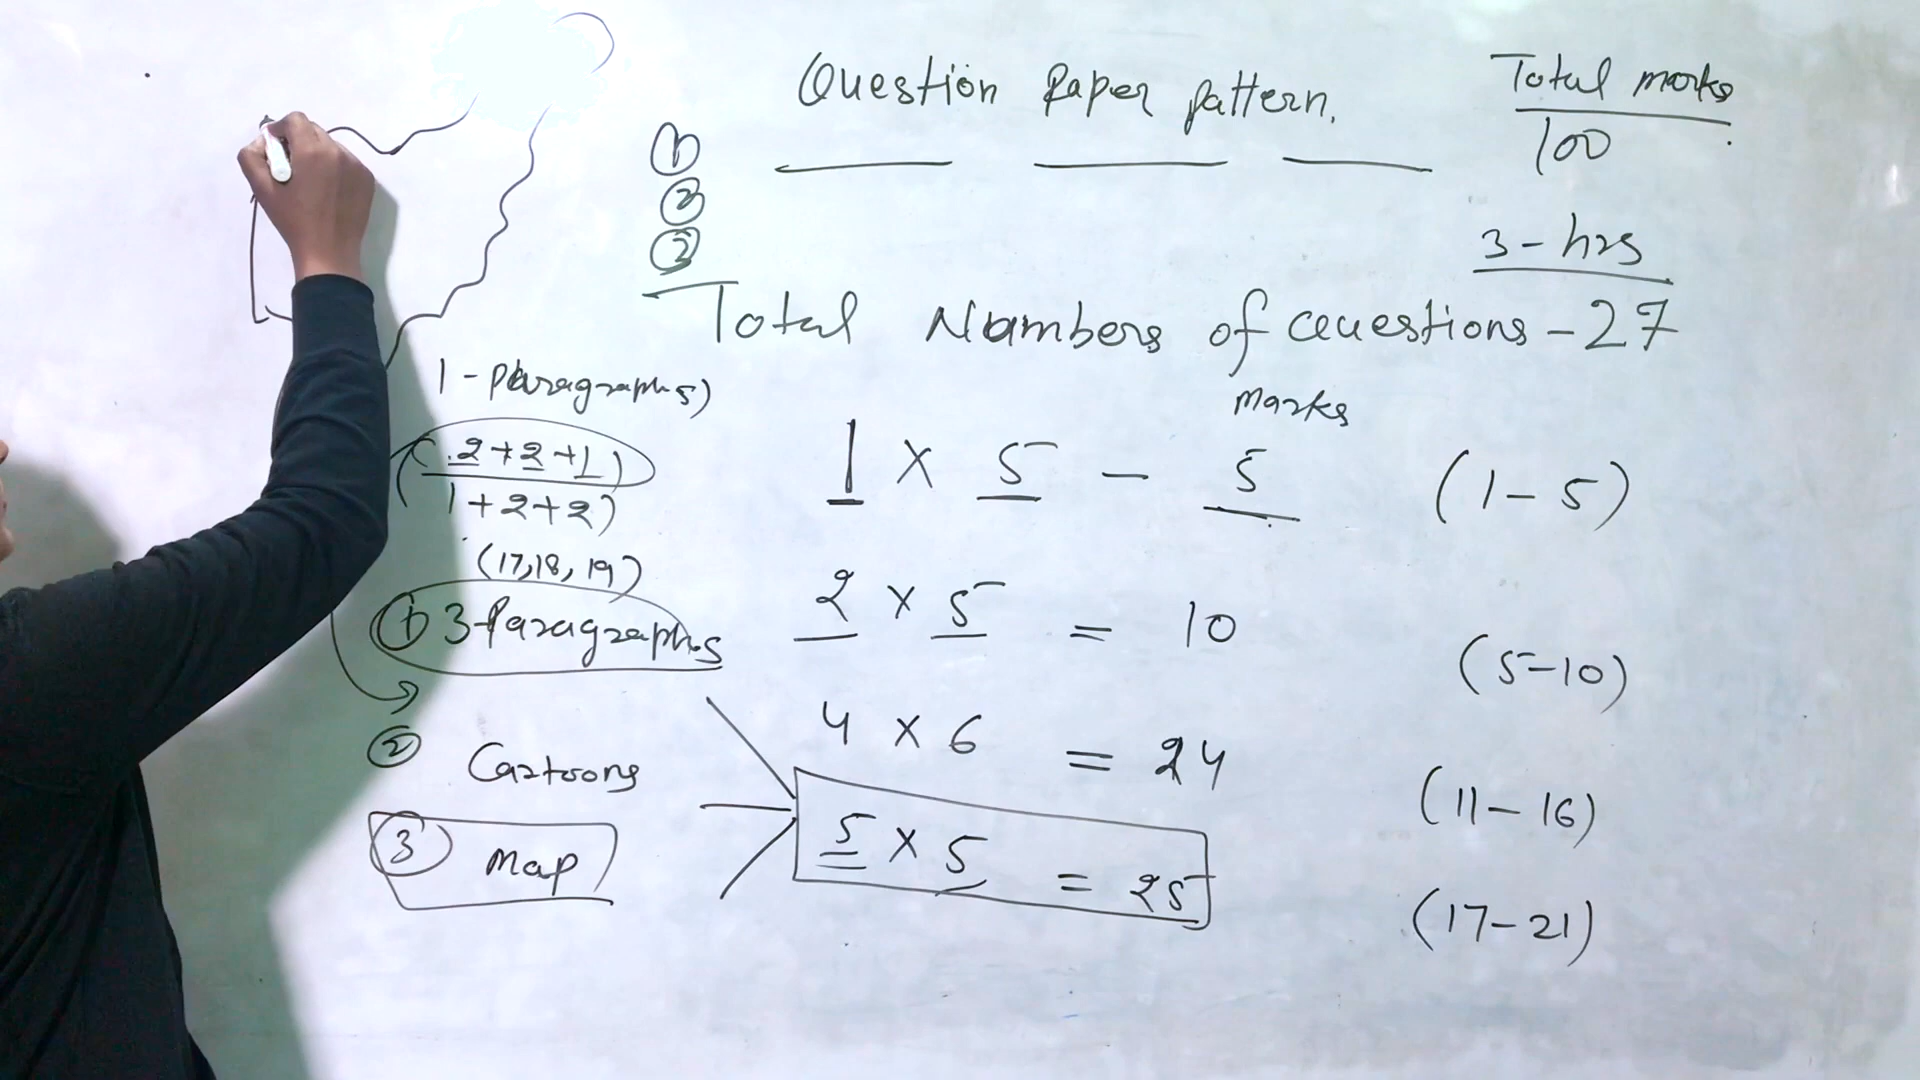 Question Paper pattern.
Total marks
100
①
②
②
3-hrs
Total Numbers of Questions-27
1-paragraphs)
marks
(2+2+1)
1+2+2)
1 × 5 - 5 (1-5)
(17,18,19)
① 3-Paragraphs
2 × 5 = 10 (5-10)
② Cartoons
4 × 6 = 24 (11-16)
③ Map
5 × 5 = 25 (17-21)